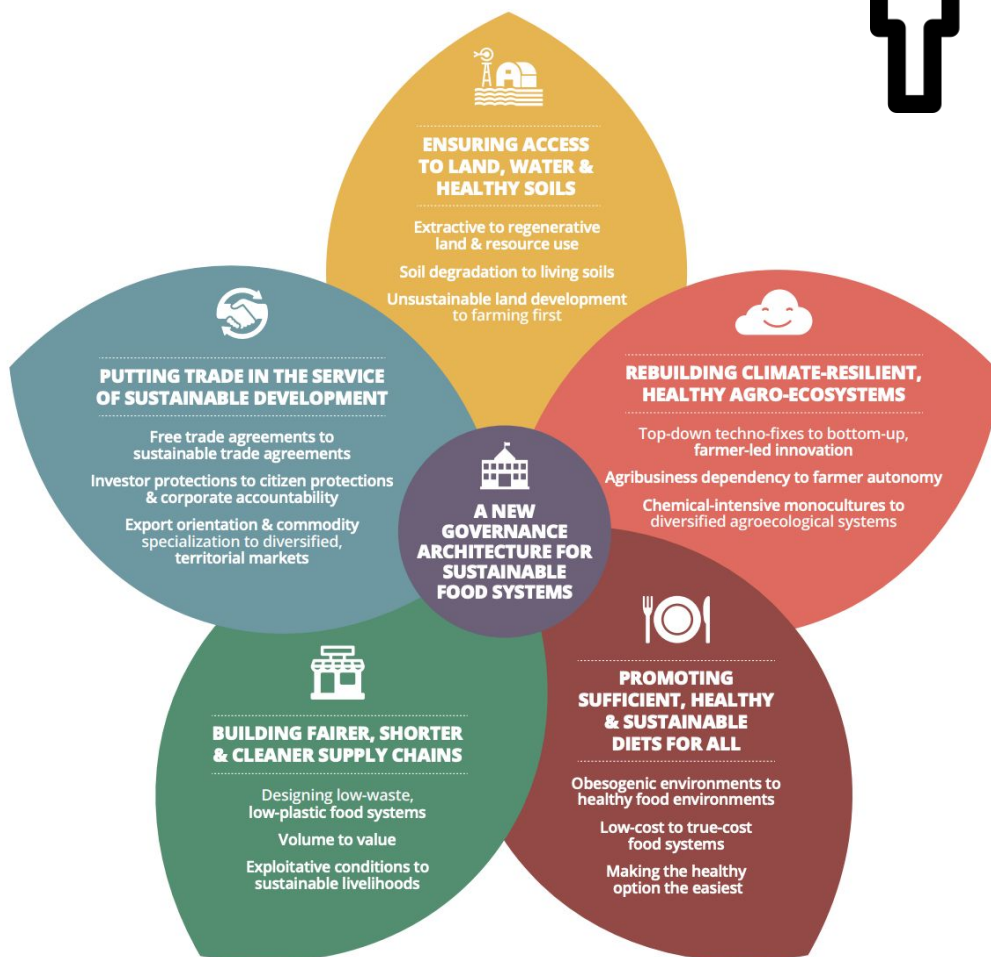 ENSURING ACCESS
TO LAND, WATER &
HEALTHY SOILS
Extractive to regenerative
land & resource use
Soil degradation to living soils
Unsustainable land development
to farming first
PUTTING TRADE IN THE SERVICE
OF SUSTAINABLE DEVELOPMENT
Free trade agreements to
sustainable trade agreements
Investor protections to citizen protections
& corporate accountability
Export orientation & commodity
specialization to diversified,
territorial markets
REBUILDING CLIMATE-RESILIENT,
HEALTHY AGRO-ECOSYSTEMS
Top-down techno-fixes to bottom-up,
farmer-led innovation
Agribusiness dependency to farmer autonomy
Chemical-intensive monocultures to
diversified agroecological systems
A NEW
GOVERNANCE
ARCHITECTURE FOR
SUSTAINABLE
FOOD SYSTEMS
BUILDING FAIRER, SHORTER
& CLEANER SUPPLY CHAINS
Designing low-waste,
low-plastic food systems
Volume to value
Exploitative conditions to
sustainable livelihoods
PROMOTING
SUFFICIENT, HEALTHY
& SUSTAINABLE
DIETS FOR ALL
Obesogenic environments to
healthy food environments
Low-cost to true-cost
food systems
Making the healthy
option the easiest